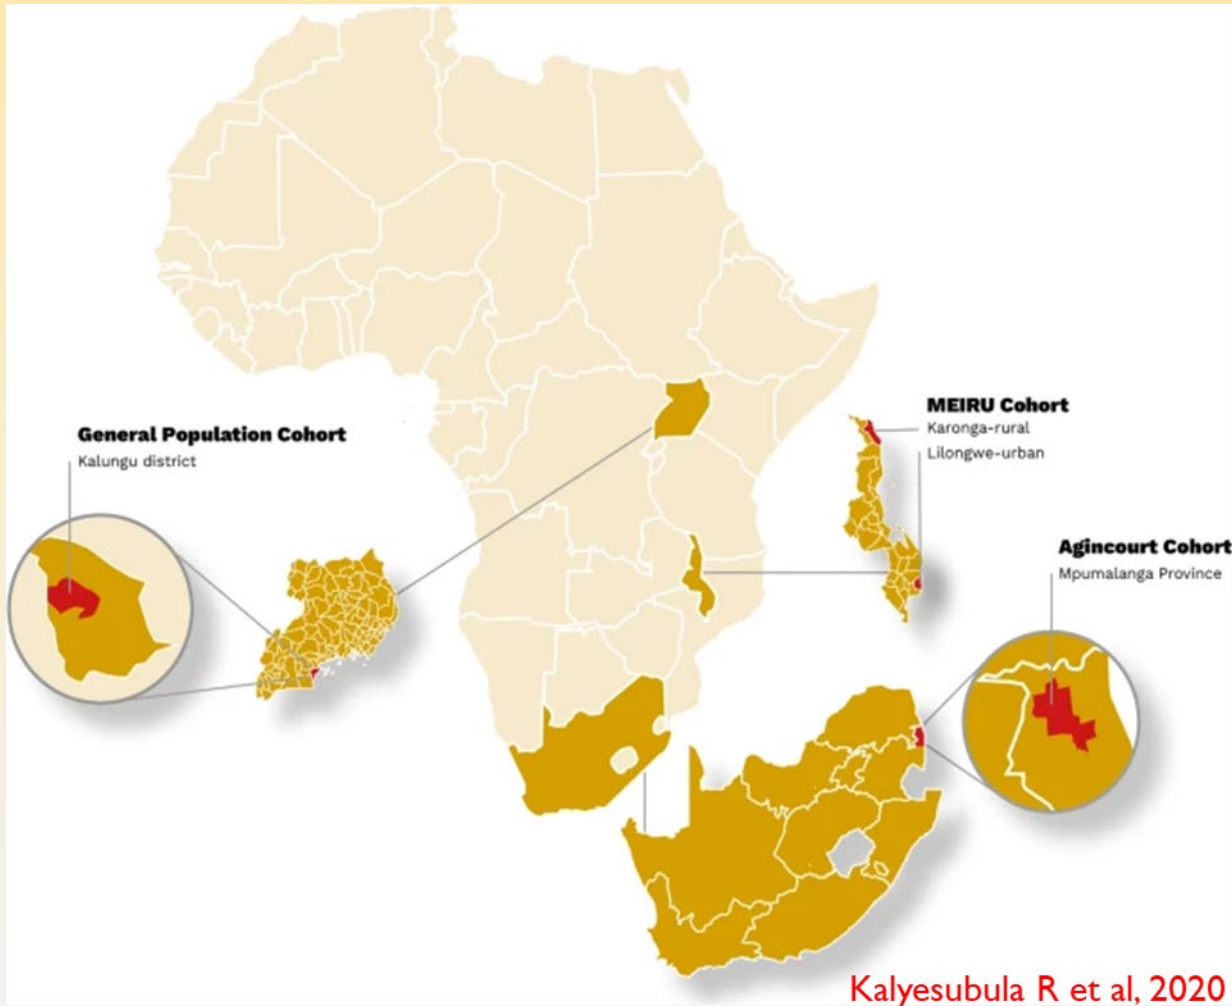 General Population Cohort
Kalungu district
MEIRU Cohort
Karonga-rural
Lilongwe-urban
Agincourt Cohort
Mpumalanga Province
Kalyesubula R et al, 2020